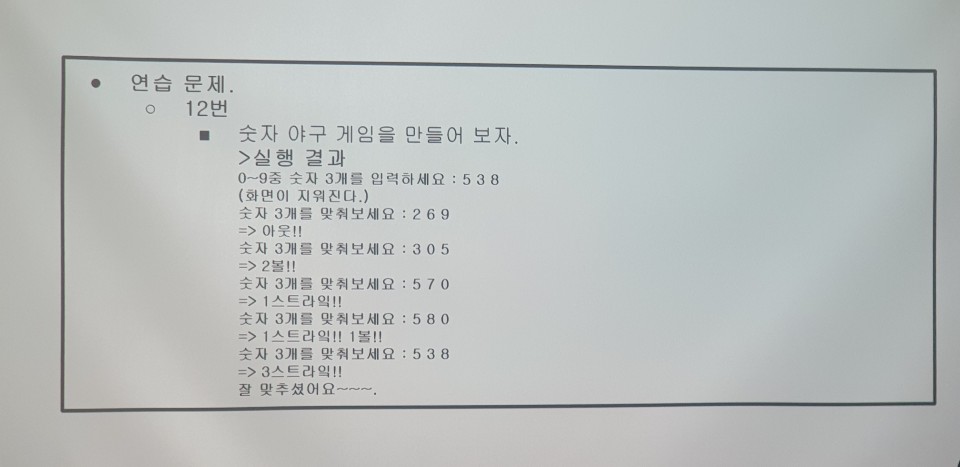 ● 연습 문제.
○ 12번
■ 숫자 야구 게임을 만들어 보자.
>실행 결과
0~9중 숫자 3개를 입력하세요 : 5 3 8
(화면이 지워진다.)
숫자 3개를 맞춰보세요 : 2 6 9
=> 아웃!!
숫자 3개를 맞춰보세요 : 3 0 5
=> 2볼!!
숫자 3개를 맞춰보세요 : 5 7 0
=> 1스트라잌!!
숫자 3개를 맞춰보세요 : 5 8 0
=> 1스트라잌!! 1볼!!
숫자 3개를 맞춰보세요 : 5 3 8
=> 3스트라잌!!
잘 맞추셨어요~~~.